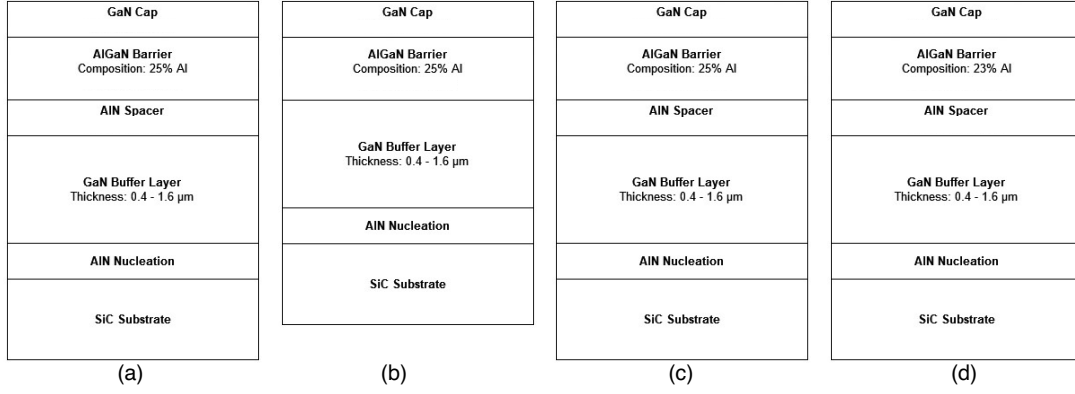 GaN Cap
AlGaN Barrier
Composition: 25% Al
AlN Spacer
GaN Buffer Layer
Thickness: 0.4 - 1.6 µm
AlN Nucleation
SiC Substrate
(a)
GaN Cap
AlGaN Barrier
Composition: 25% Al
GaN Buffer Layer
Thickness: 0.4 - 1.6 µm
AlN Nucleation
SiC Substrate
(b)
GaN Cap
AlGaN Barrier
Composition: 25% Al
AlN Spacer
GaN Buffer Layer
Thickness: 0.4 - 1.6 µm
AlN Nucleation
SiC Substrate
(c)
GaN Cap
AlGaN Barrier
Composition: 23% Al
AlN Spacer
GaN Buffer Layer
Thickness: 0.4 - 1.6 µm
AlN Nucleation
SiC Substrate
(d)